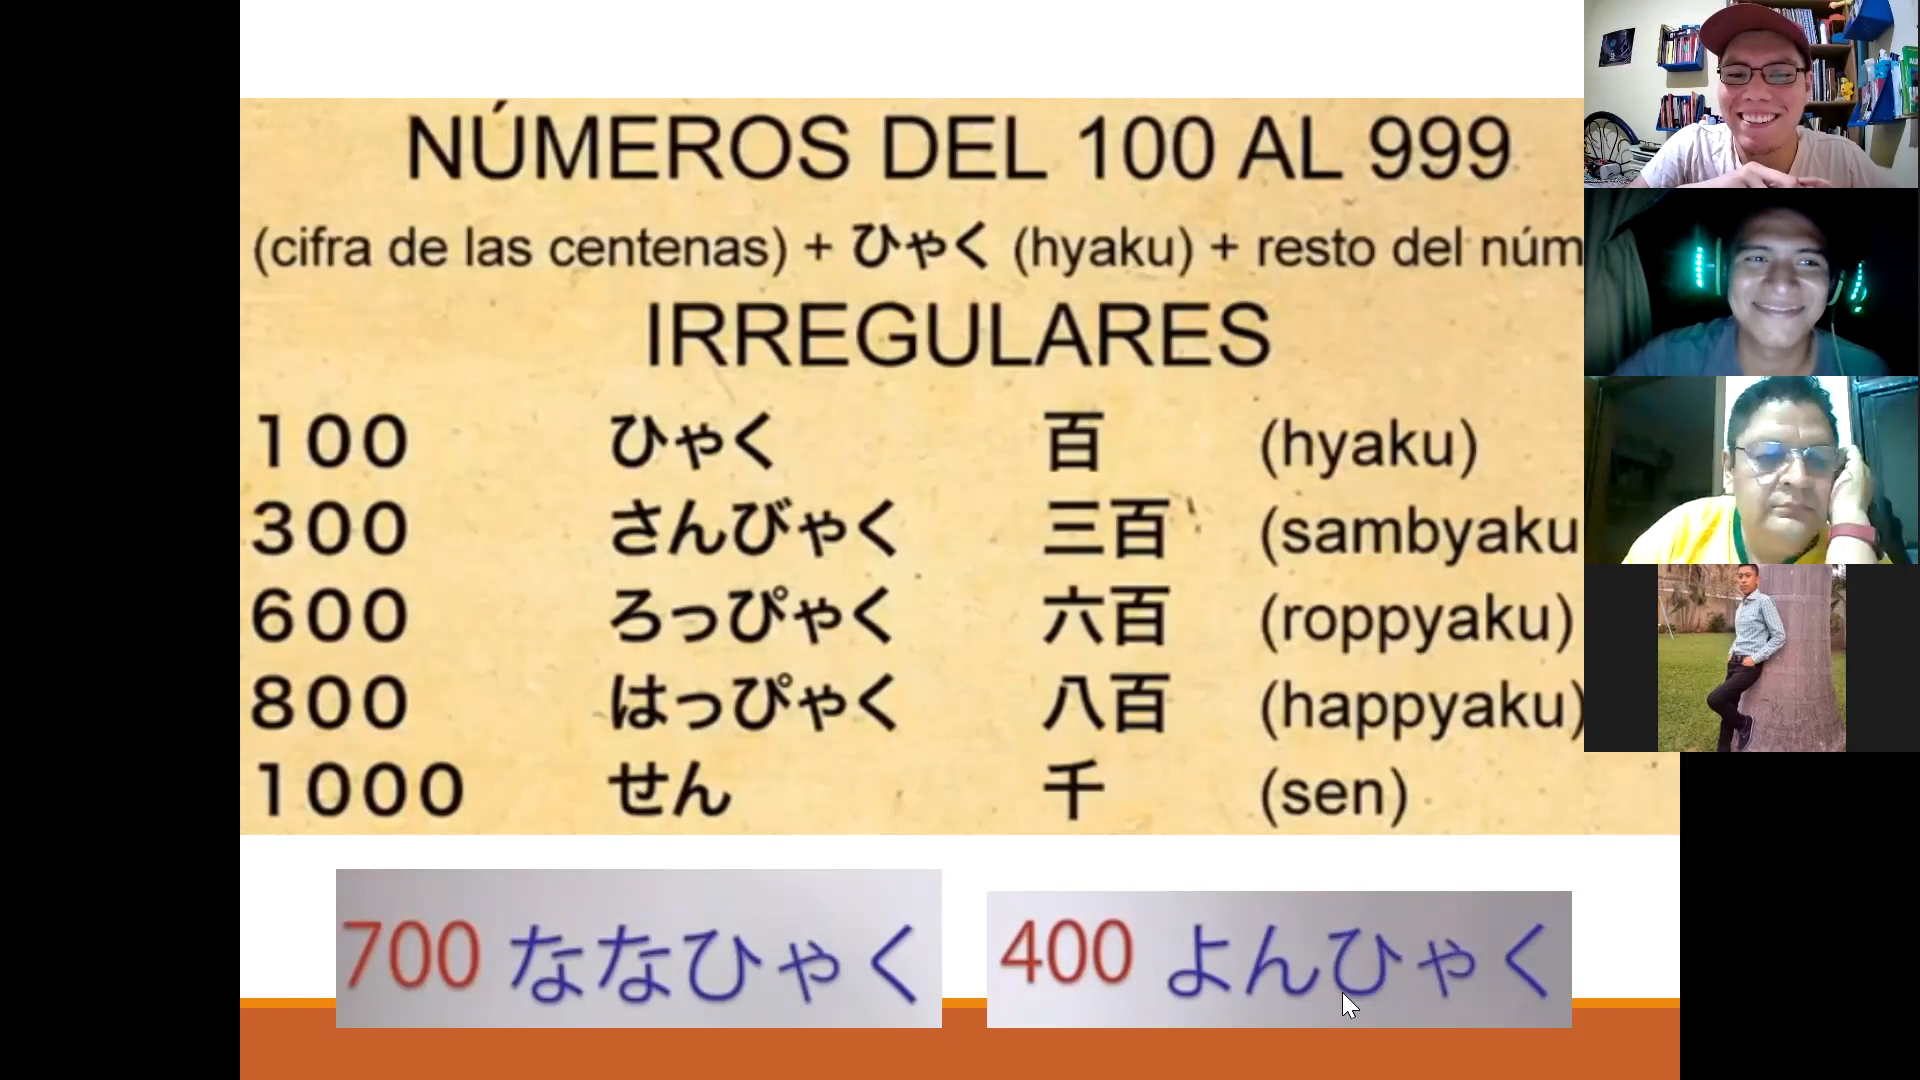 NÚMEROS DEL 100 AL 999
(cifra de las centenas) + ひゃく (hyaku) + resto del núm
IRREGULARES
100 ひゃく 百 (hyaku)
300 さんびゃく 三百 (sambyaku
600 ろっぴゃく 六百 (roppyaku)
800 はっぴゃく 八百 (happyaku)
1000 せん 千 (sen)
700 ななひゃく
400 よんひゃく